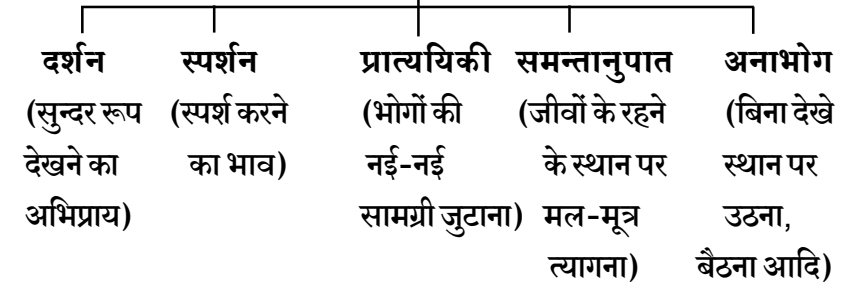 दर्शन स्पर्शन प्रात्ययिकी समन्तानुपात अनाभोग
(सुन्दर रूप (स्पर्श करने (भोगों की (जीवों के रहने (बिना देखे
देखने का का भाव) नई-नई के स्थान पर स्थान पर
अभिप्राय) सामग्री जुटाना) मल-मूत्र उठना,
त्यागना) बैठना आदि)